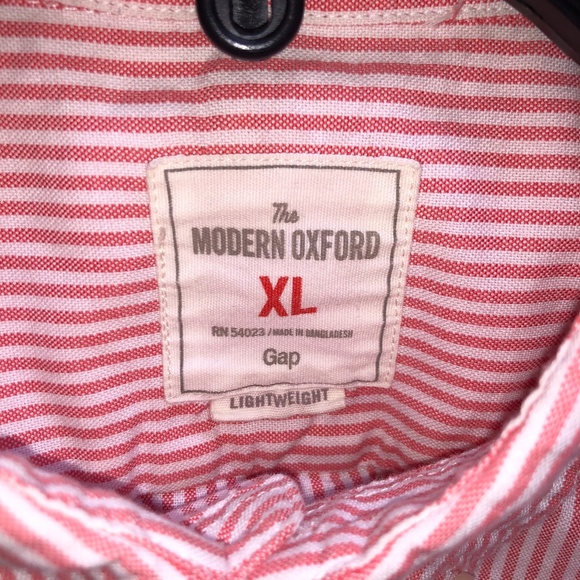 The
MODERN OXFORD
XL
RN 54023 / MADE IN BANGLADESH
Gap
LIGHTWEIGHT